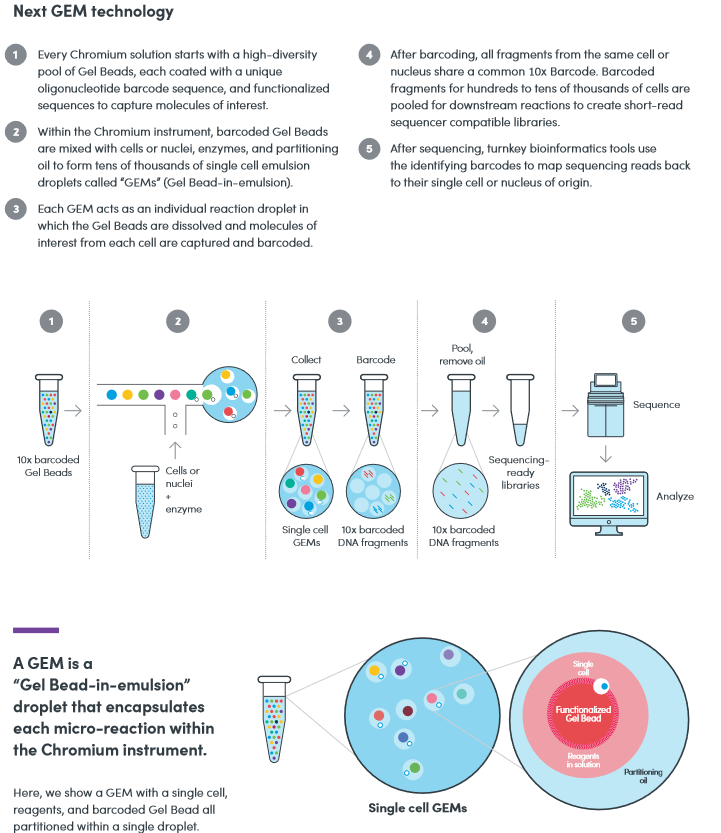 Next GEM technology
1
Every Chromium solution starts with a high-diversity
pool of Gel Beads, each coated with a unique
oligonucleotide barcode sequence, and functionalized
sequences to capture molecules of interest.
2
Within the Chromium instrument, barcoded Gel Beads
are mixed with cells or nuclei, enzymes, and partitioning
oil to form tens of thousands of single cell emulsion
droplets called “GEMs” (Gel Bead-in-emulsion).
3
Each GEM acts as an individual reaction droplet in
which the Gel Beads are dissolved and molecules of
interest from each cell are captured and barcoded.
4
After barcoding, all fragments from the same cell or
nucleus share a common 10x Barcode. Barcoded
fragments for hundreds to tens of thousands of cells are
pooled for downstream reactions to create short-read
sequencer compatible libraries.
5
After sequencing, turnkey bioinformatics tools use
the identifying barcodes to map sequencing reads back
to their single cell or nucleus of origin.
1
10x barcoded
Gel Beads
2
Cells or
nuclei
+
enzyme
3
Collect
Barcode
Single cell
GEMs
10x barcoded
DNA fragments
4
Pool,
remove oil
Sequencing-
ready
libraries
10x barcoded
DNA fragments
5
Sequence
Analyze
A GEM is a
“Gel Bead-in-emulsion”
droplet that encapsulates
each micro-reaction within
the Chromium instrument.
Here, we show a GEM with a single cell,
reagents, and barcoded Gel Bead all
partitioned within a single droplet.
Single cell GEMs
Single
cell
Functionalized
Gel Bead
Reagents
in solution
Partitioning
oil